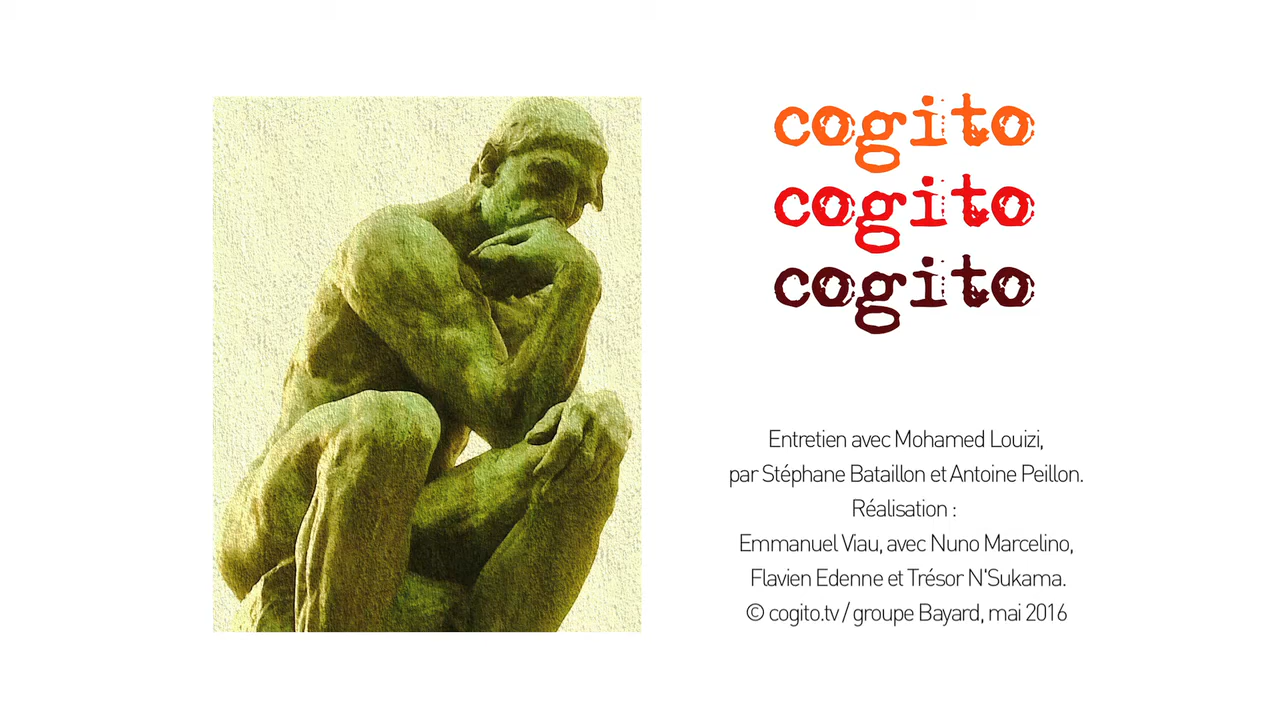 cogito
cogito
cogito
Entretien avec Mohamed Louizi,
par Stéphane Bataillon et Antoine Peillon.
Réalisation :
Emmanuel Viau, avec Nuno Marcelino,
Flavien Edenne et Trésor N'Sukama.
© cogito.tv / groupe Bayard, mai 2016